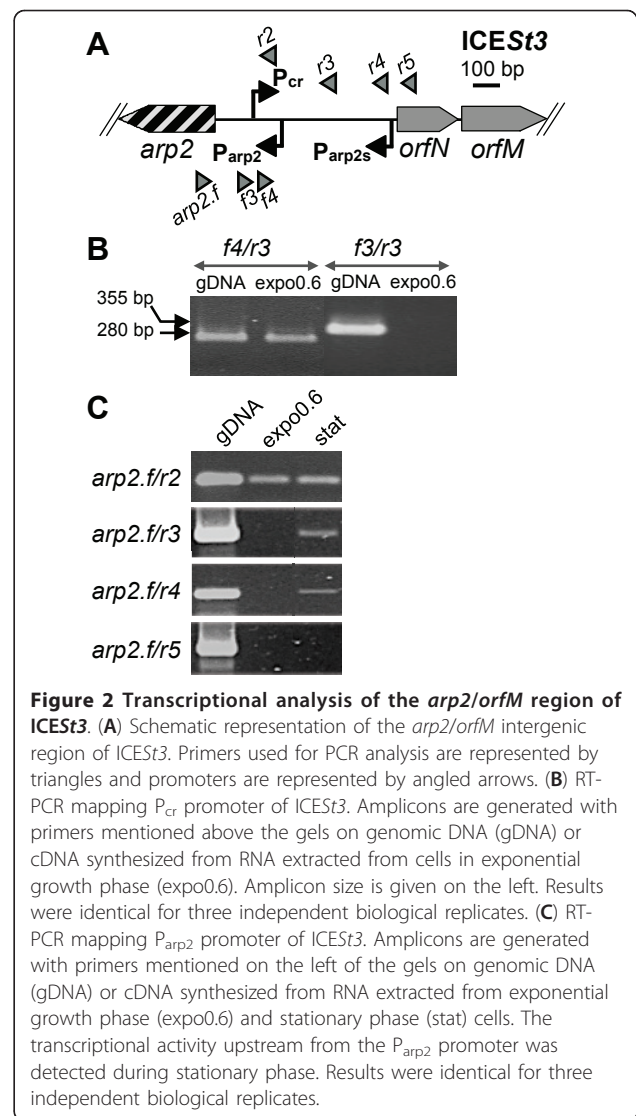 A
r2
r3
r4
r5
ICESt3
100 bp
Pcr
arp2
Parp2
Parp2s
orfN
orfM
arp2.f
f3
f4
B
f4/r3
f3/r3
gDNA expo0.6 gDNA expo0.6
355 bp
280 bp
C
gDNA
expo0.6
stat
arp2.f/r2
arp2.f/r3
arp2.f/r4
arp2.f/r5
Figure 2 Transcriptional analysis of the arp2/orfM region of
ICESt3. (A) Schematic representation of the arp2/orfM intergenic
region of ICESt3. Primers used for PCR analysis are represented by
triangles and promoters are represented by angled arrows. (B) RT-
PCR mapping Pcr promoter of ICESt3. Amplicons are generated with
primers mentioned above the gels on genomic DNA (gDNA) or
cDNA synthesized from RNA extracted from cells in exponential
growth phase (expo0.6). Amplicon size is given on the left. Results
were identical for three independent biological replicates. (C) RT-
PCR mapping Parp2 promoter of ICESt3. Amplicons are generated
with primers mentioned on the left of the gels on genomic DNA
(gDNA) or cDNA synthesized from RNA extracted from exponential
growth phase (expo0.6) and stationary phase (stat) cells. The
transcriptional activity upstream from the Parp2 promoter was
detected during stationary phase. Results were identical for three
independent biological replicates.